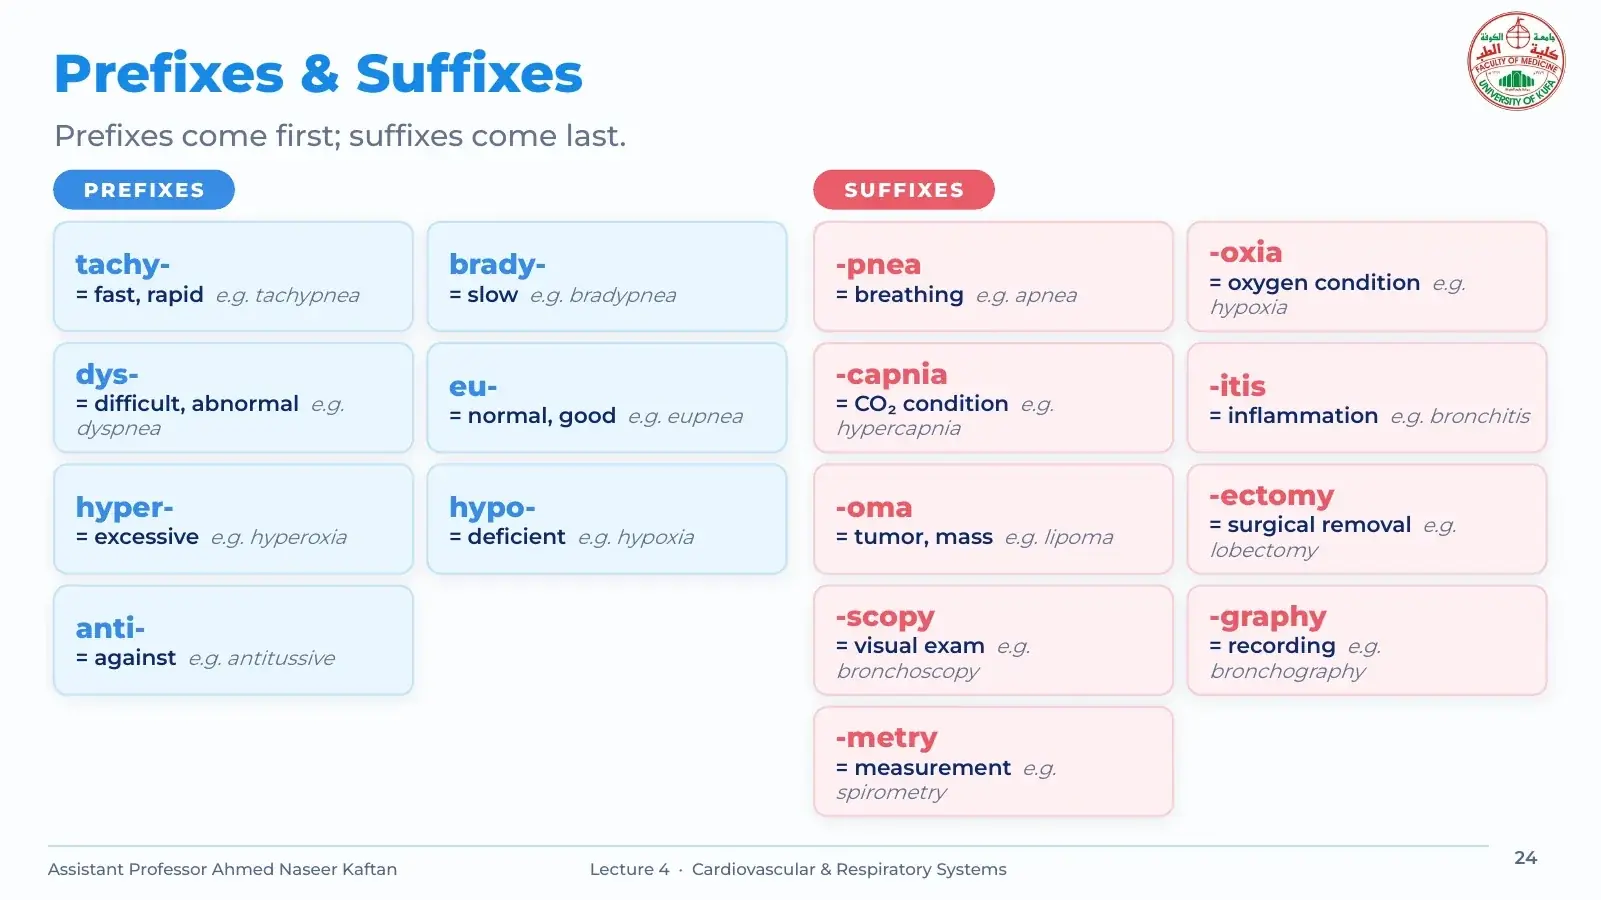 Prefixes & Suffixes
Prefixes come first; suffixes come last.
جامعة الكوفة
كلية الطب
FACULTY OF MEDICINE
UNIVERSITY OF KUFA
PREFIXES
tachy-
= fast, rapid e.g. tachypnea
brady-
= slow e.g. bradypnea
dys-
= difficult, abnormal e.g.
dyspnea
eu-
= normal, good e.g. eupnea
hyper-
= excessive e.g. hyperoxia
hypo-
= deficient e.g. hypoxia
anti-
= against e.g. antitussive
SUFFIXES
-pnea
= breathing e.g. apnea
-oxia
= oxygen condition e.g.
hypoxia
-capnia
= CO₂ condition e.g.
hypercapnia
-itis
= inflammation e.g. bronchitis
-oma
= tumor, mass e.g. lipoma
-ectomy
= surgical removal e.g.
lobectomy
-scopy
= visual exam e.g.
bronchoscopy
-graphy
= recording e.g.
bronchography
-metry
= measurement e.g.
spirometry
Assistant Professor Ahmed Naseer Kaftan
Lecture 4 · Cardiovascular & Respiratory Systems
24